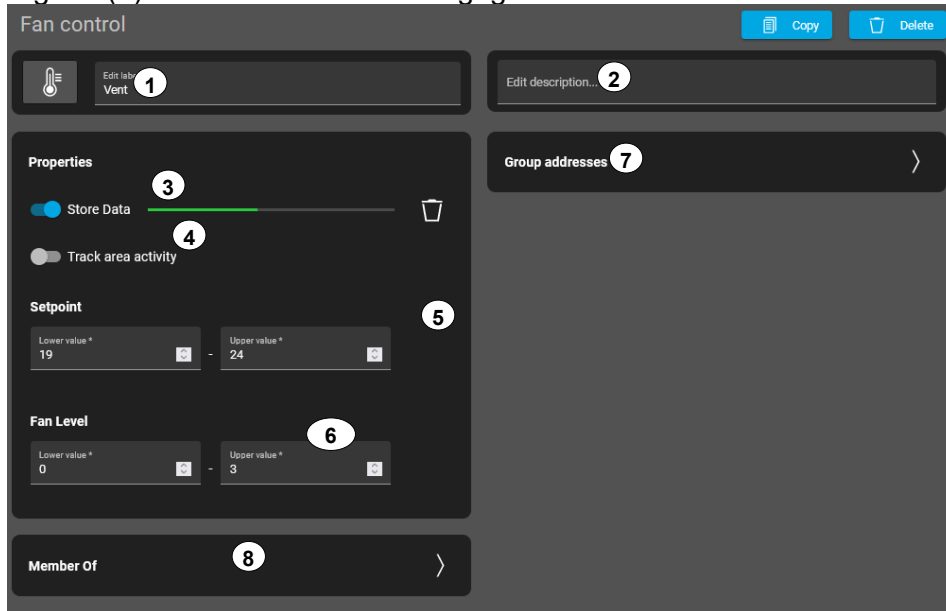 Fan control
Copy
Delete
Edit
Vent
1
Edit description...
2
Properties
3
Store Data
4
Track area activity
Setpoint
5
Lower value *
19
-
Upper value *
24
Fan Level
6
Lower value *
0
-
Upper value *
3
Group addresses
7
Member Of
8